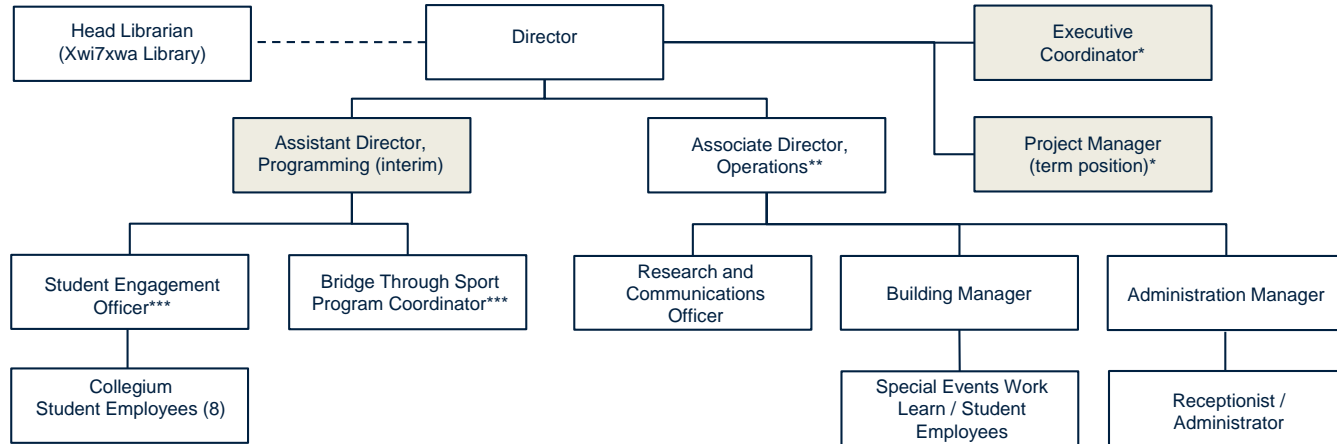 Head Librarian
(Xwi7xwa Library)
Director
Executive
Coordinator*
Assistant Director,
Programming (interim)
Associate Director,
Operations**
Project Manager
(term position)*
Student Engagement
Officer***
Bridge Through Sport
Program Coordinator***
Research and
Communications
Officer
Building Manager
Administration Manager
Collegium
Student Employees (8)
Special Events Work
Learn / Student
Employees
Receptionist /
Administrator